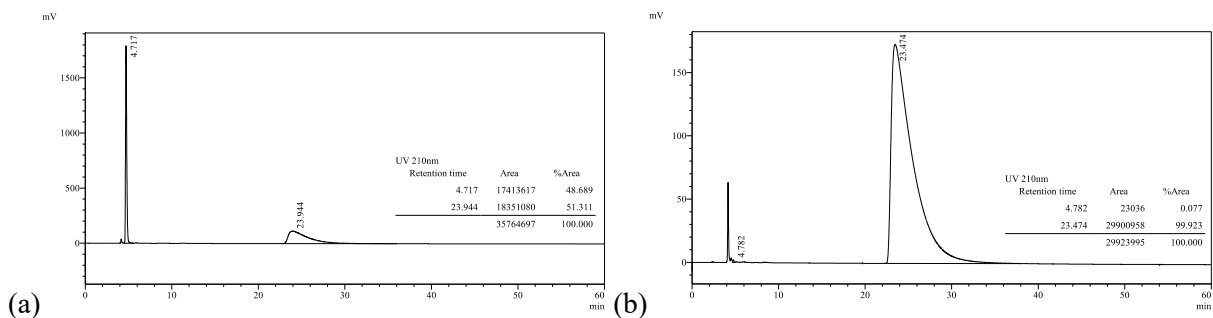 mV
1500
1000
500
0
4.717
23.944
UV 210nm
Retention time Area %Area
4.717 17413617 48.689
23.944 18351080 51.311
35764697 100.000
0 10 20 30 40 50 60
min
(a)
mV
150
100
50
0
4.782
23.474
UV 210nm
Retention time Area %Area
4.782 23036 0.077
23.474 29900958 99.923
29923995 100.000
0 10 20 30 40 50 60
min
(b)